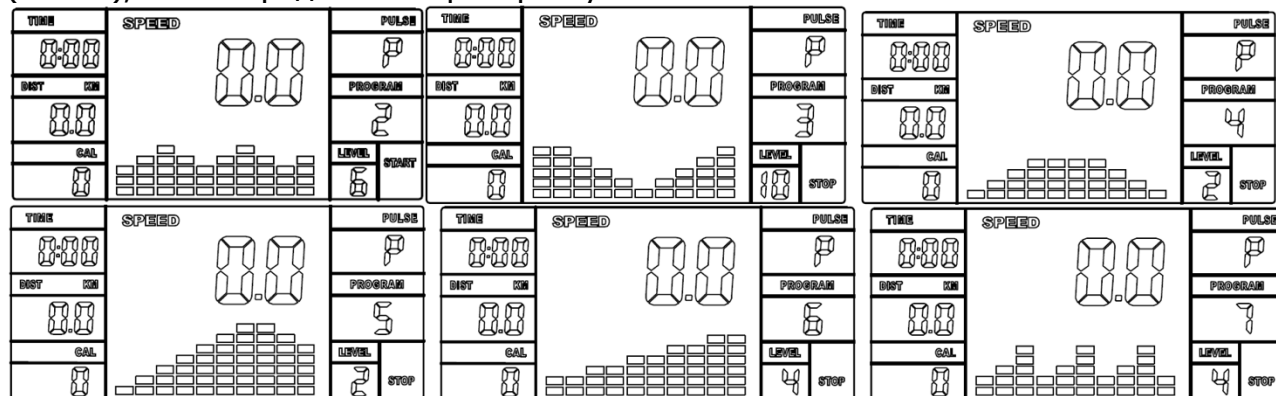 TIME SPEED PULSE
0:00 0.0 P
DIST KM PROGRAM
0.0 2
CAL LEVEL START
0 6
TIME SPEED PULSE
0:00 0.0 P
DIST KM PROGRAM
0.0 3
CAL LEVEL
0 10 STOP
TIME SPEED PULSE
0:00 0.0 P
DIST KM PROGRAM
0.0 4
CAL LEVEL
0 2 STOP
TIME SPEED PULSE
0:00 0.0 P
DIST KM PROGRAM
0.0 5
CAL LEVEL
0 2 STOP
TIME SPEED PULSE
0:00 0.0 P
DIST KM PROGRAM
0.0 6
CAL LEVEL
0 4 STOP
TIME SPEED PULSE
0:00 0.0 P
DIST KM PROGRAM
0.0 7
CAL LEVEL
0 4 STOP